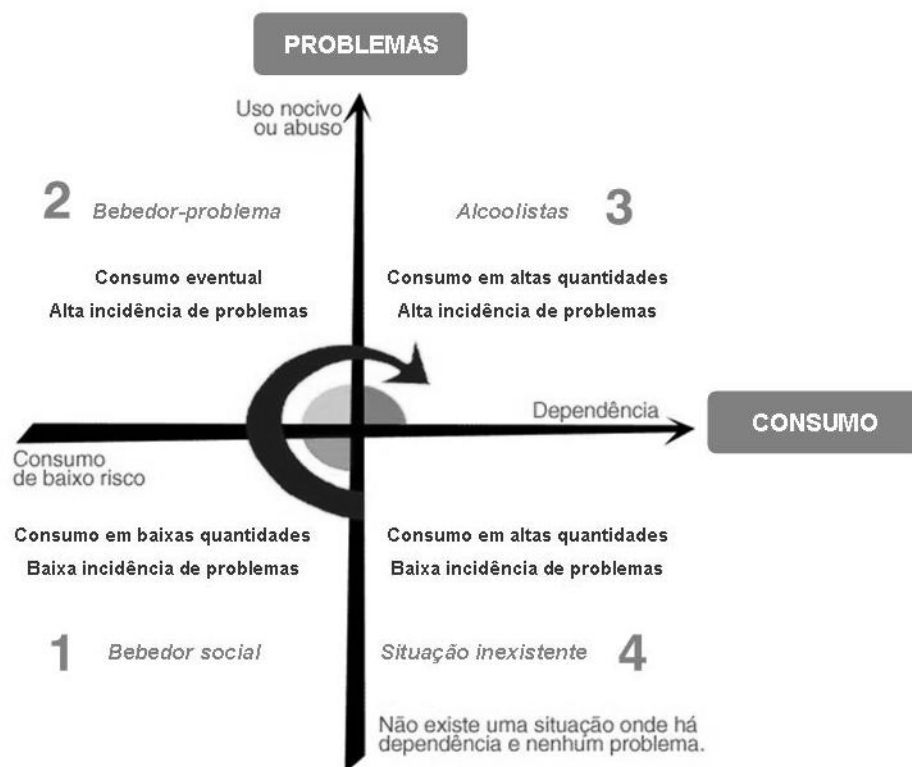 PROBLEMAS
Uso nocivo
ou abuso
2 Bebedor-problema
Alcoolistas 3
Consumo eventual
Alta incidência de problemas
Consumo em altas quantidades
Alta incidência de problemas
Dependência
CONSUMO
Consumo
de baixo risco
Consumo em baixas quantidades
Baixa incidência de problemas
Consumo em altas quantidades
Baixa incidência de problemas
1 Bebedor social
Situação inexistente 4
Não existe uma situação onde há
dependência e nenhum problema.